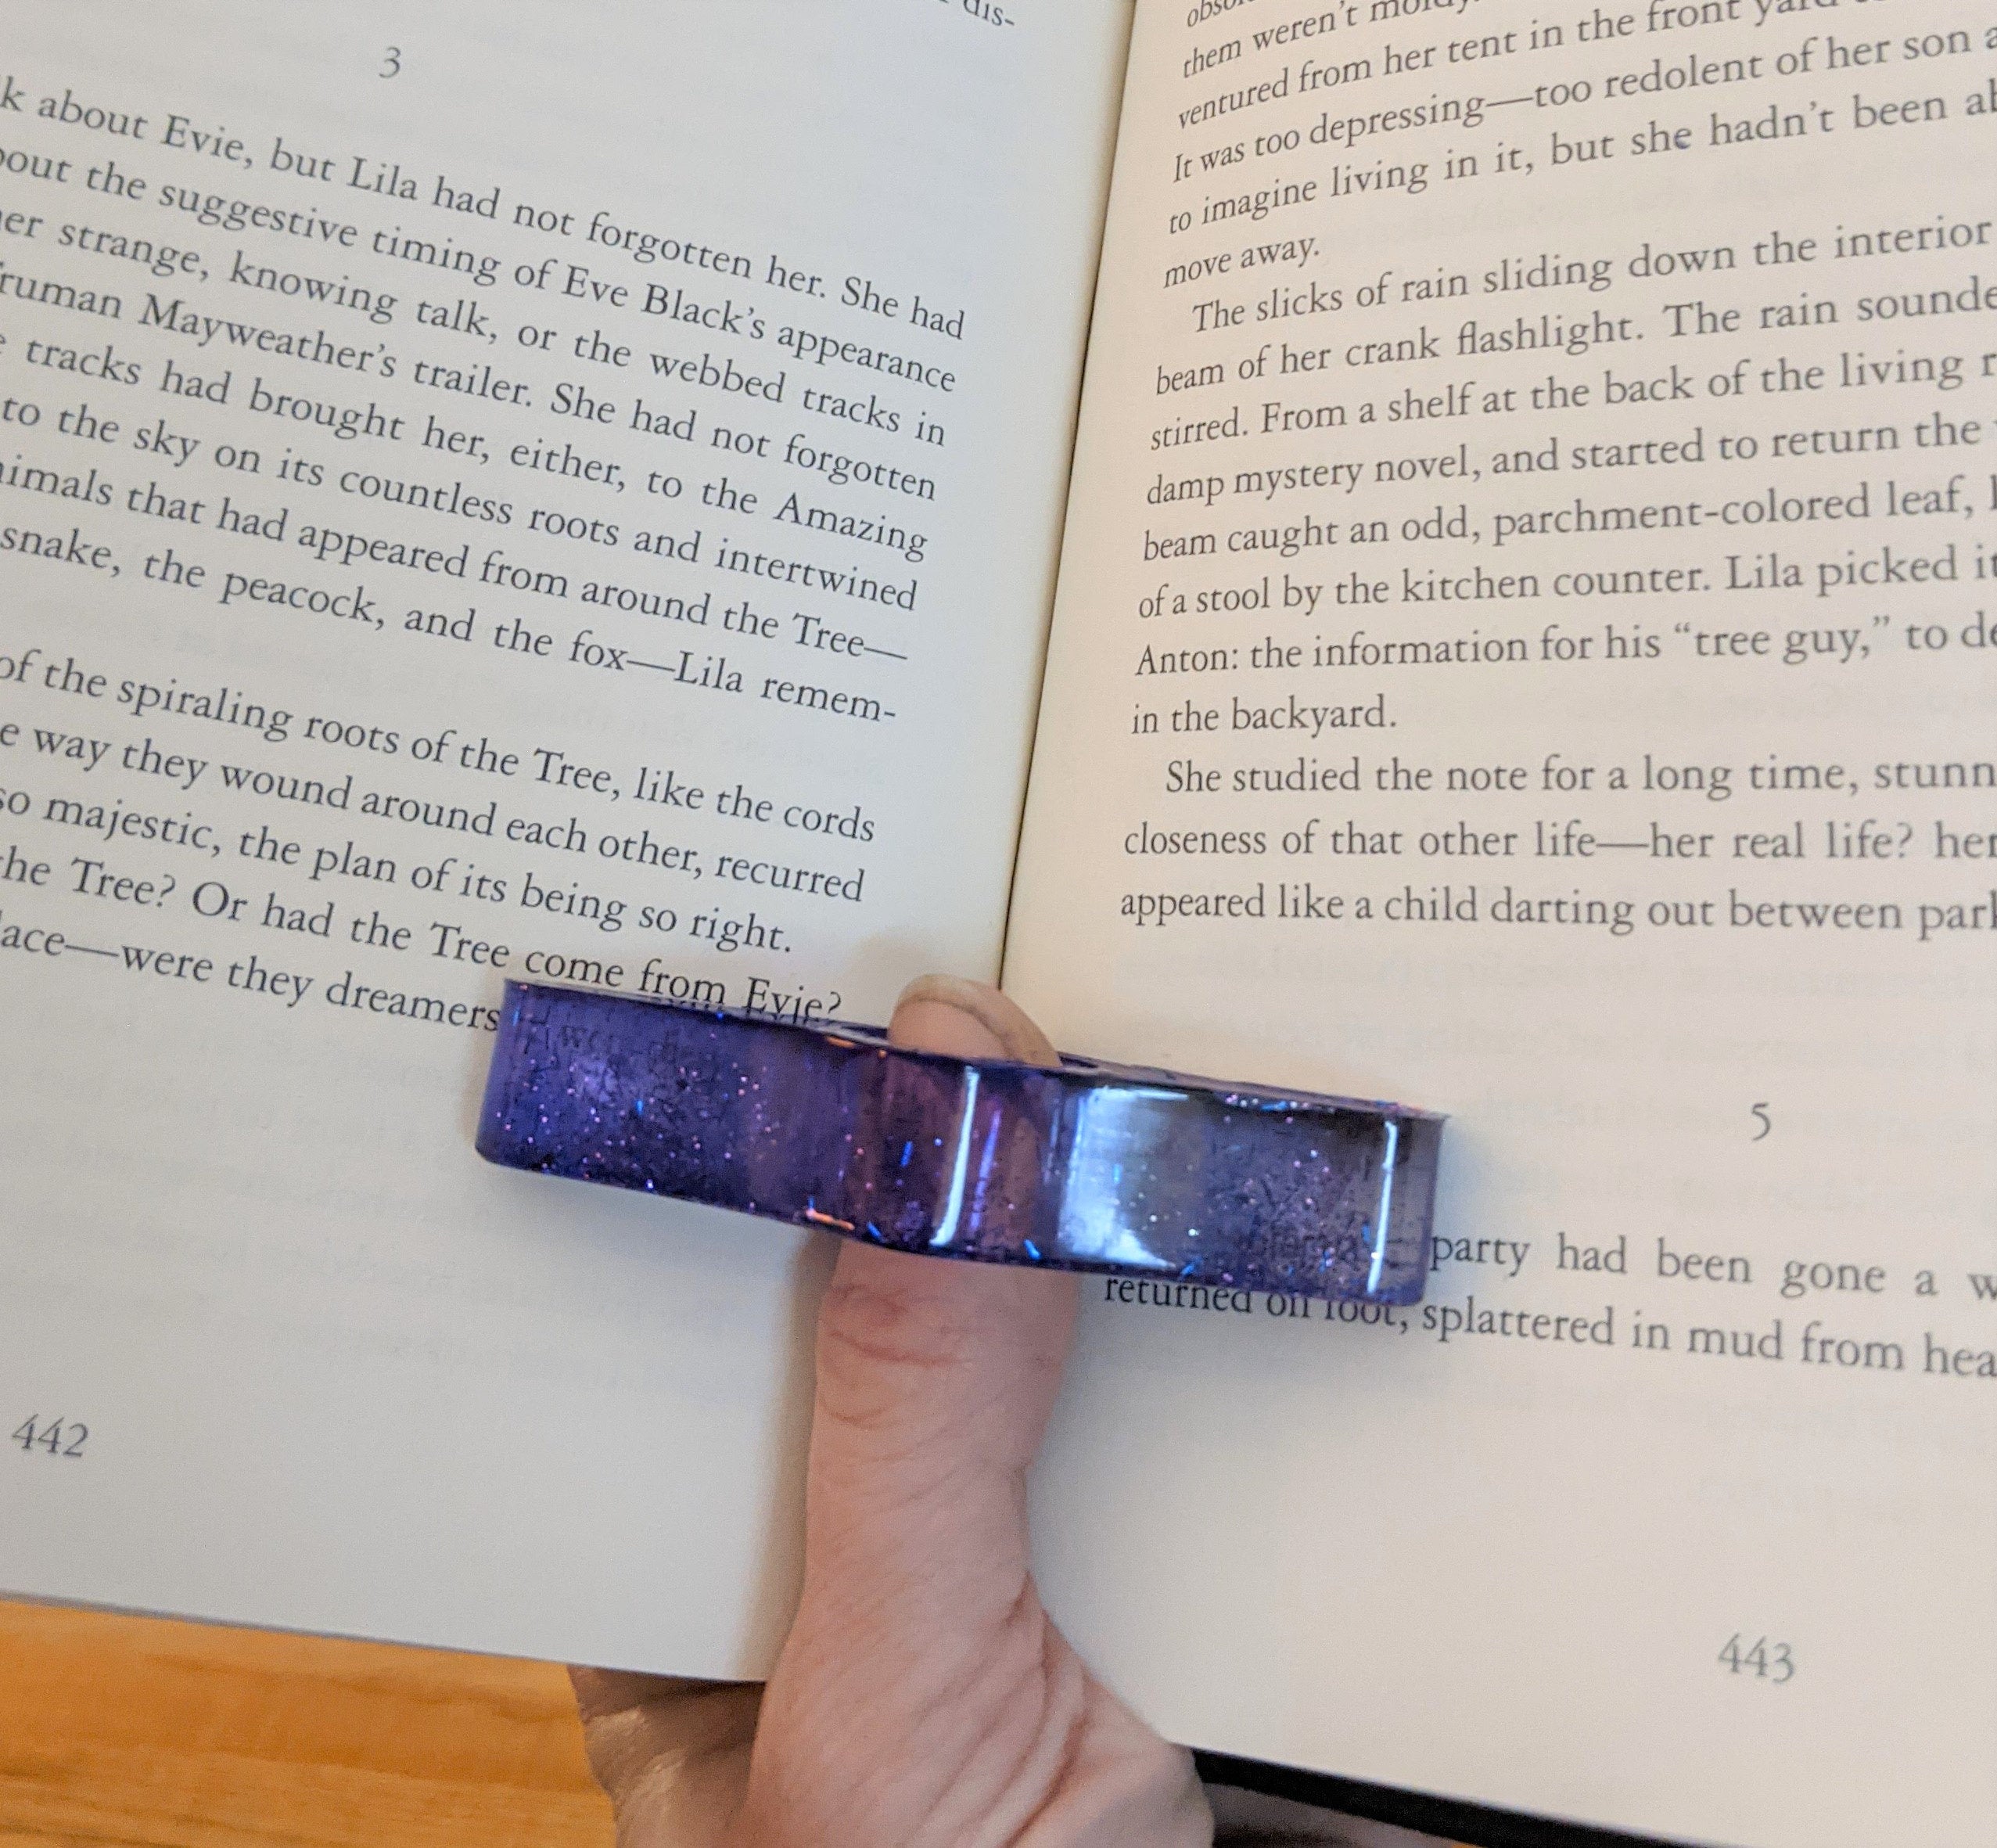 dis-
3
about Evie, but Lila had not forgotten her. She had
the suggestive timing of Eve Black's appearance
strange, knowing talk, or the webbed tracks in
Mayweather's trailer. She had not forgotten
tracks had brought her, either, to the Amazing
to the sky on its countless roots and intertwined
that had appeared from around the Tree—
snake, the peacock, and the fox—Lila remem-
of the spiraling roots of the Tree, like the cords
way they wound around each other, recurred
so majestic, the plan of its being so right.
the Tree? Or had the Tree come from Evie?
were they dreamers
442
them weren't
ventured from her tent in the front yard
It was too depressing—too redolent of her son
to imagine living in it, but she hadn't been
move away.
The slicks of rain sliding down the interior
beam of her crank flashlight. The rain
stirred. From a shelf at the back of the living
damp mystery novel, and started to return the
beam caught an odd, parchment-colored leaf,
of a stool by the kitchen counter. Lila picked it
Anton: the information for his “tree guy,” to
in the backyard.
She studied the note for a long time,
closeness of that other life—her real life? her
appeared like a child darting out between
5
party had been gone a
returned on foot, splattered in mud from
443